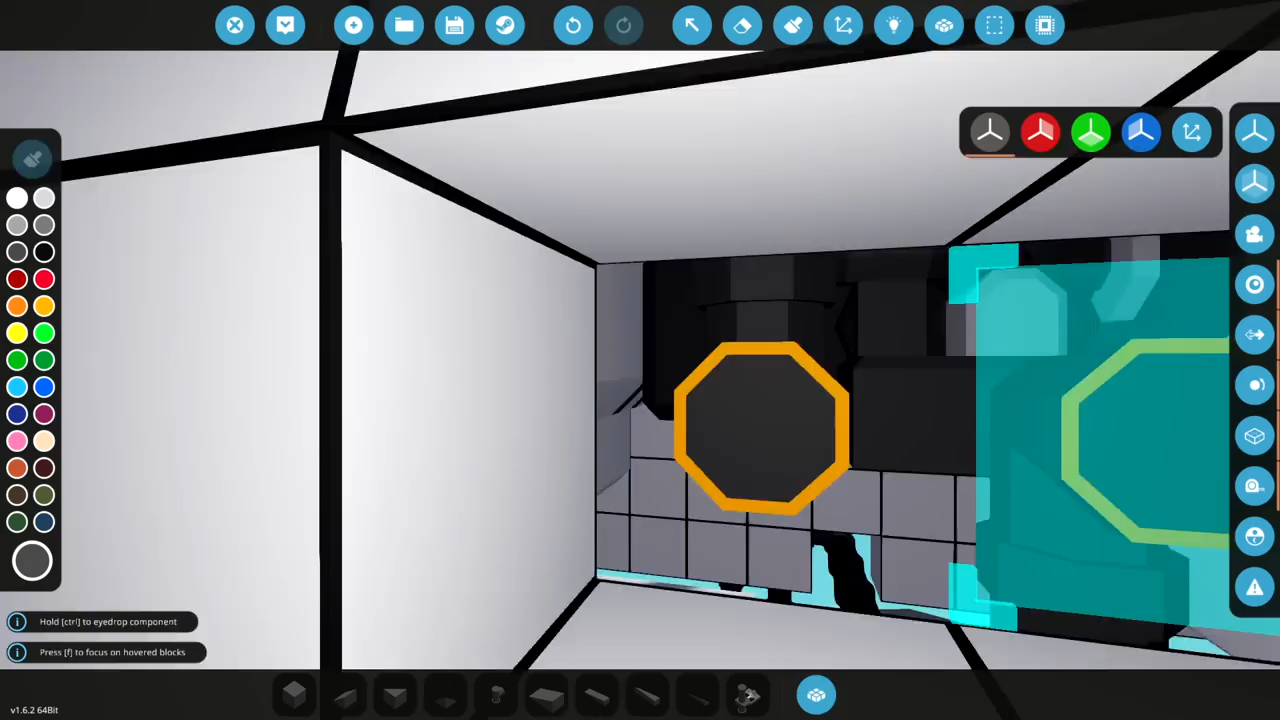 Hold [ctrl] to eyedrop component
Press [f] to focus on hovered blocks
v1.6.2 64Bit